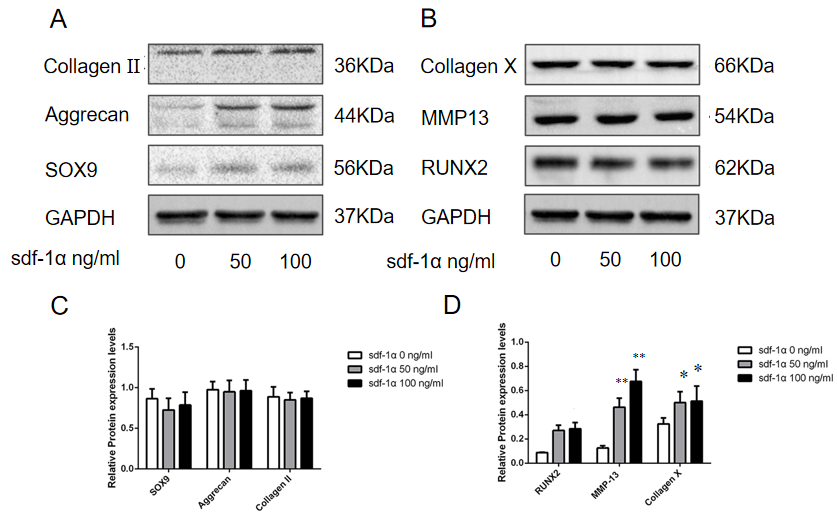 A
B
Collagen II
36KDa
Collagen X
66KDa
Aggrecan
44KDa
MMP13
54KDa
SOX9
56KDa
RUNX2
62KDa
GAPDH
37KDa
GAPDH
37KDa
sdf-1α ng/ml
0
50
100
sdf-1α ng/ml
0
50
100
C
Relative Protein expression levels
1.5
1.0
0.5
0.0
SOX9
Aggrecan
Collagen II
sdf-1α 0 ng/ml
sdf-1α 50 ng/ml
sdf-1α 100 ng/ml
D
Relative Protein expression levels
1.0
0.8
0.6
0.4
0.2
0.0
**
**
*
*
RUNX2
MMP-13
Collagen X
sdf-1α 0 ng/ml
sdf-1α 50 ng/ml
sdf-1α 100 ng/ml